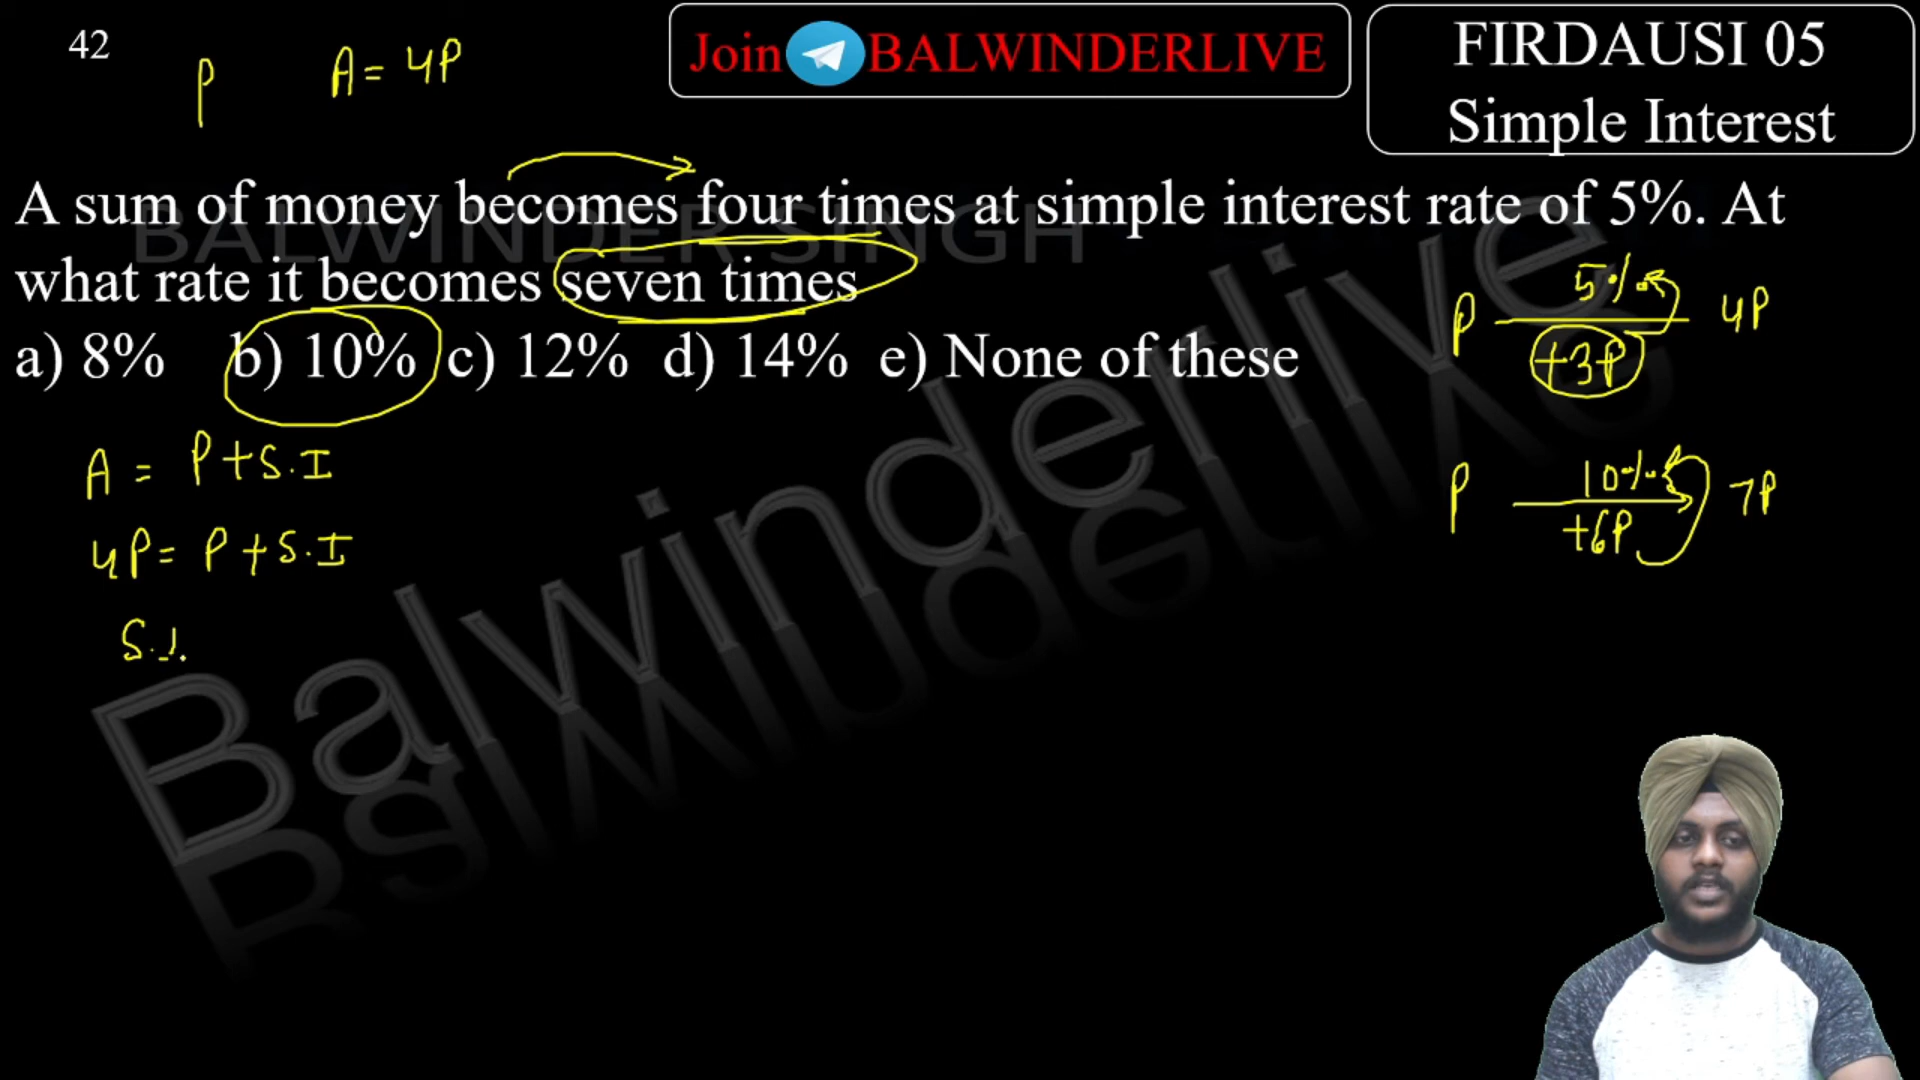 42
P A = 4P
Join BALWINDERLIVE
FIRDAUSI 05
Simple Interest
A sum of money becomes four times at simple interest rate of 5%. At
what rate it becomes seven times
a) 8% b) 10% c) 12% d) 14% e) None of these
BALWINDER SINGH
P 5% 4P
+3P
A = P+S.I
P 10% 7P
+6P
4P = P+S.I
S.I.
Balwinderlive